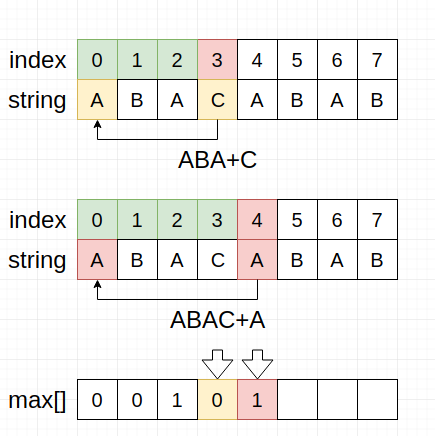 index 0 1 2 3 4 5 6 7
string A B A C A B A B
ABA+C
index 0 1 2 3 4 5 6 7
string A B A C A B A B
ABAC+A
max[] 0 0 1 0 1